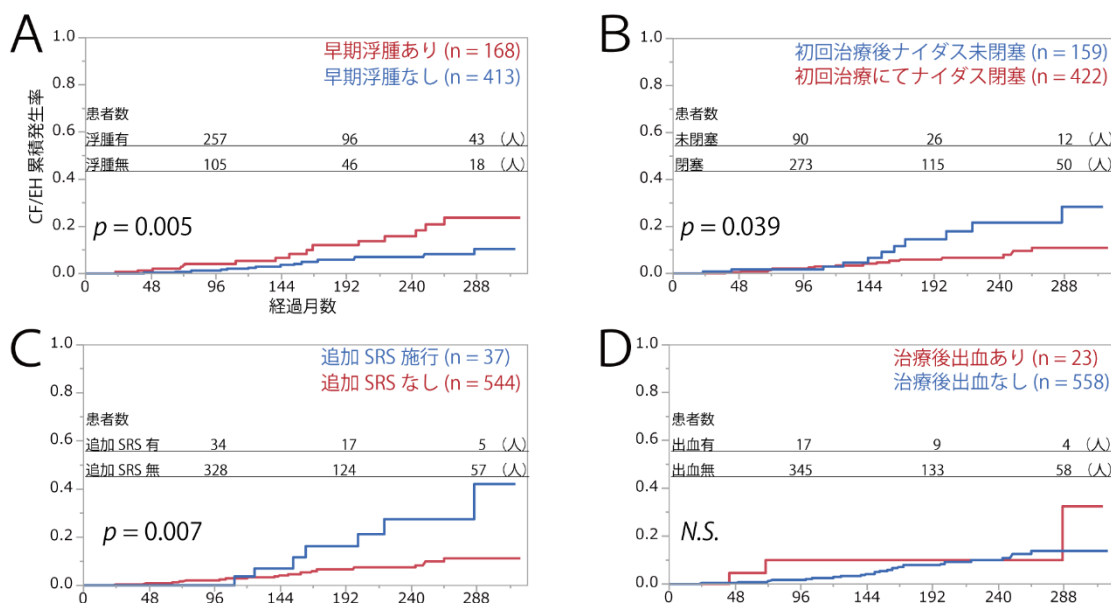 A
早期浮腫あり (n = 168)
早期浮腫なし (n = 413)
CF/EH 累積発生率
1.0
0.8
0.6
0.4
0.2
0.0
患者数
浮腫有 257 96 43 (人)
浮腫無 105 46 18 (人)
p = 0.005
0 48 96 144 192 240 288
経過月数
B
初回治療後ナイダス未閉塞 (n = 159)
初回治療にてナイダス閉塞 (n = 422)
1.0
0.8
0.6
0.4
0.2
0.0
患者数
未閉塞 90 26 12 (人)
閉塞 273 115 50 (人)
p = 0.039
0 48 96 144 192 240 288
C
追加 SRS 施行 (n = 37)
追加 SRS なし (n = 544)
1.0
0.8
0.6
0.4
0.2
0.0
患者数
追加 SRS 有 34 17 5 (人)
追加 SRS 無 328 124 57 (人)
p = 0.007
0 48 96 144 192 240 288
D
治療後出血あり (n = 23)
治療後出血なし (n = 558)
1.0
0.8
0.6
0.4
0.2
0.0
患者数
出血有 17 9 4 (人)
出血無 345 133 58 (人)
N.S.
0 48 96 144 192 240 288